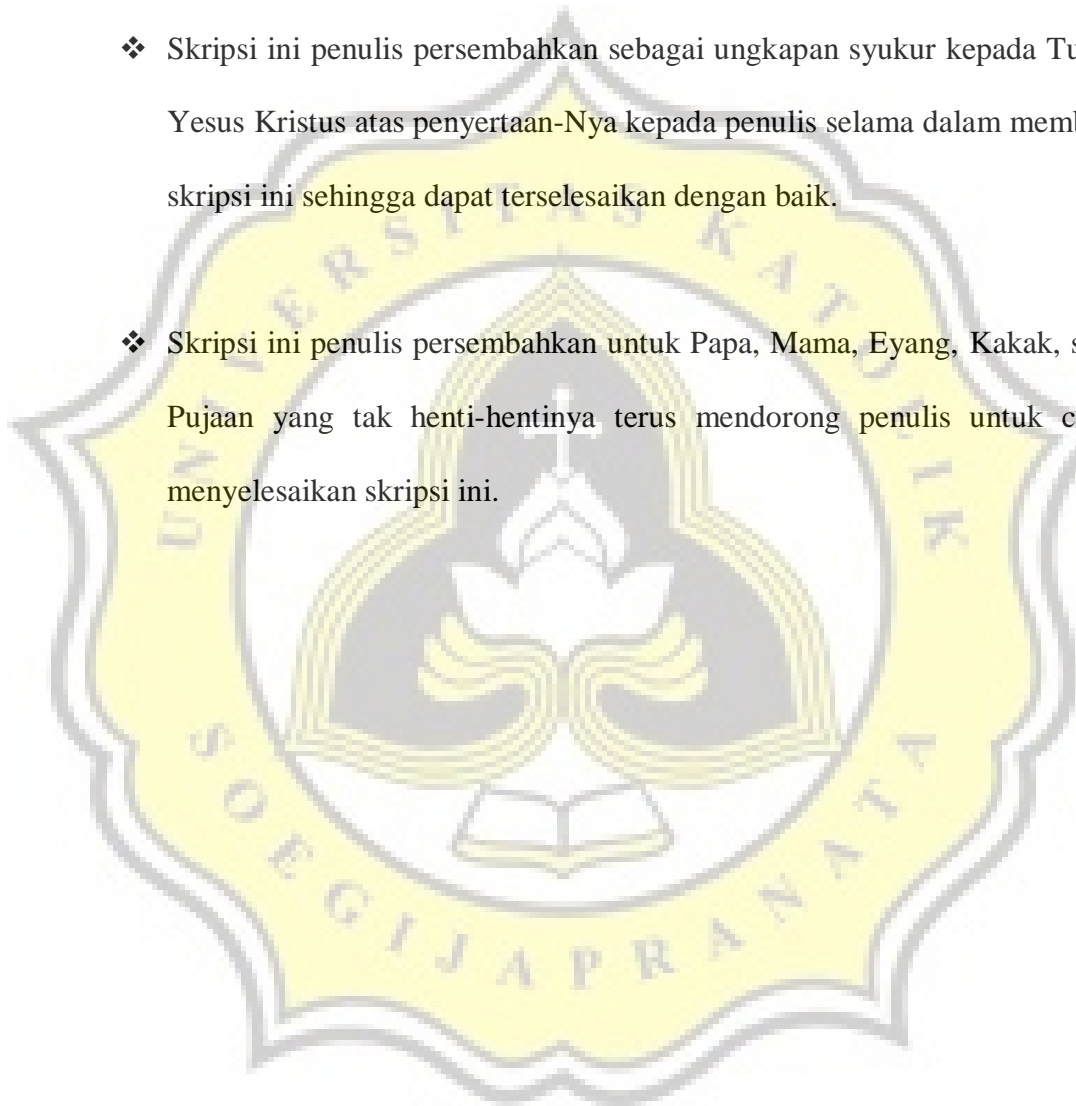 ❖ Skripsi ini penulis persembahkan sebagai ungkapan syukur kepada Tu
Yesus Kristus atas penyertaan-Nya kepada penulis selama dalam memb
skripsi ini sehingga dapat terselesaikan dengan baik.
❖ Skripsi ini penulis persembahkan untuk Papa, Mama, Eyang, Kakak, s
Pujaan yang tak henti-hentinya terus mendorong penulis untuk c
menyelesaikan skripsi ini.
UNIVERSITAS KATOLIK
SOEGIJAPRANATA